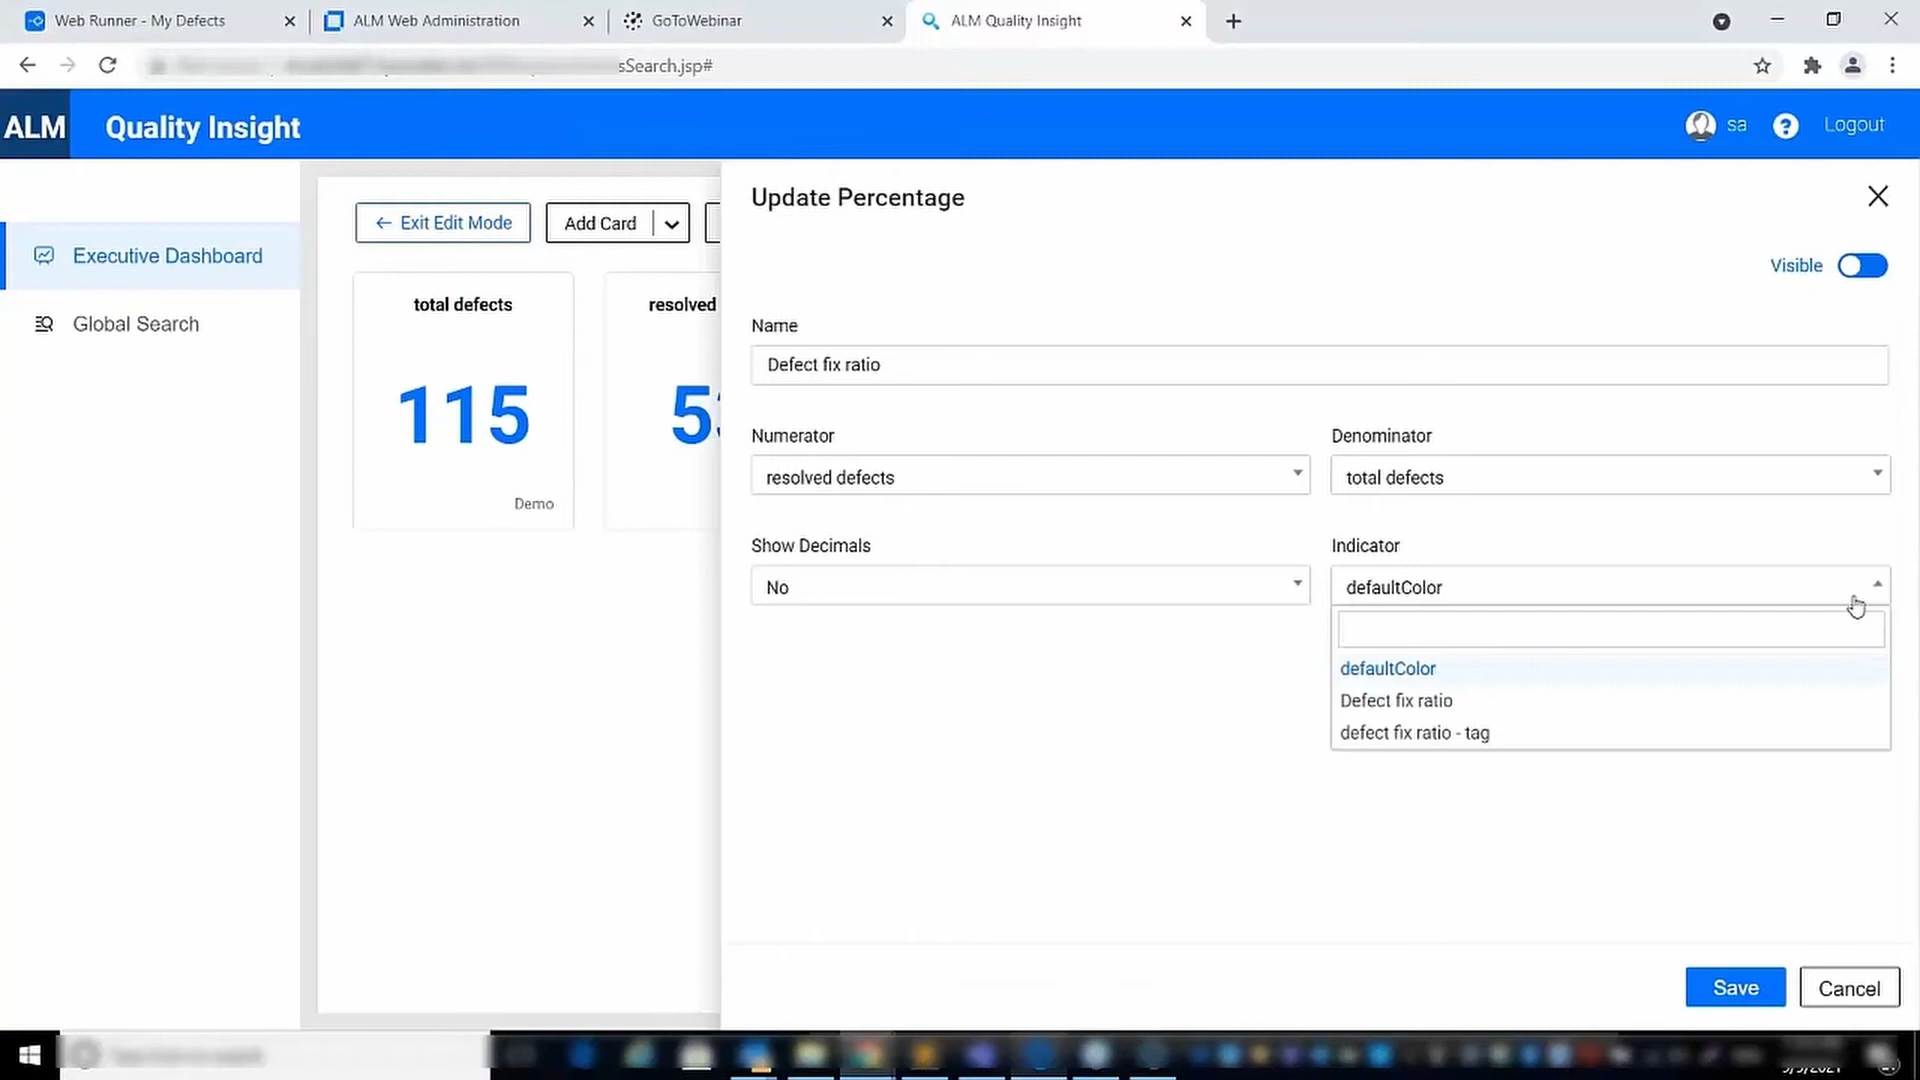 Web Runner - My Defects
ALM Web Administration
GoToWebinar
ALM Quality Insight
sSearch.jsp#
ALM
Quality Insight
sa
?
Logout
Executive Dashboard
Global Search
← Exit Edit Mode
Add Card
total defects
115
Demo
resolved
Update Percentage
Visible
Name
Defect fix ratio
Numerator
Denominator
resolved defects
total defects
Show Decimals
Indicator
No
defaultColor
defaultColor
Defect fix ratio
defect fix ratio - tag
Save
Cancel